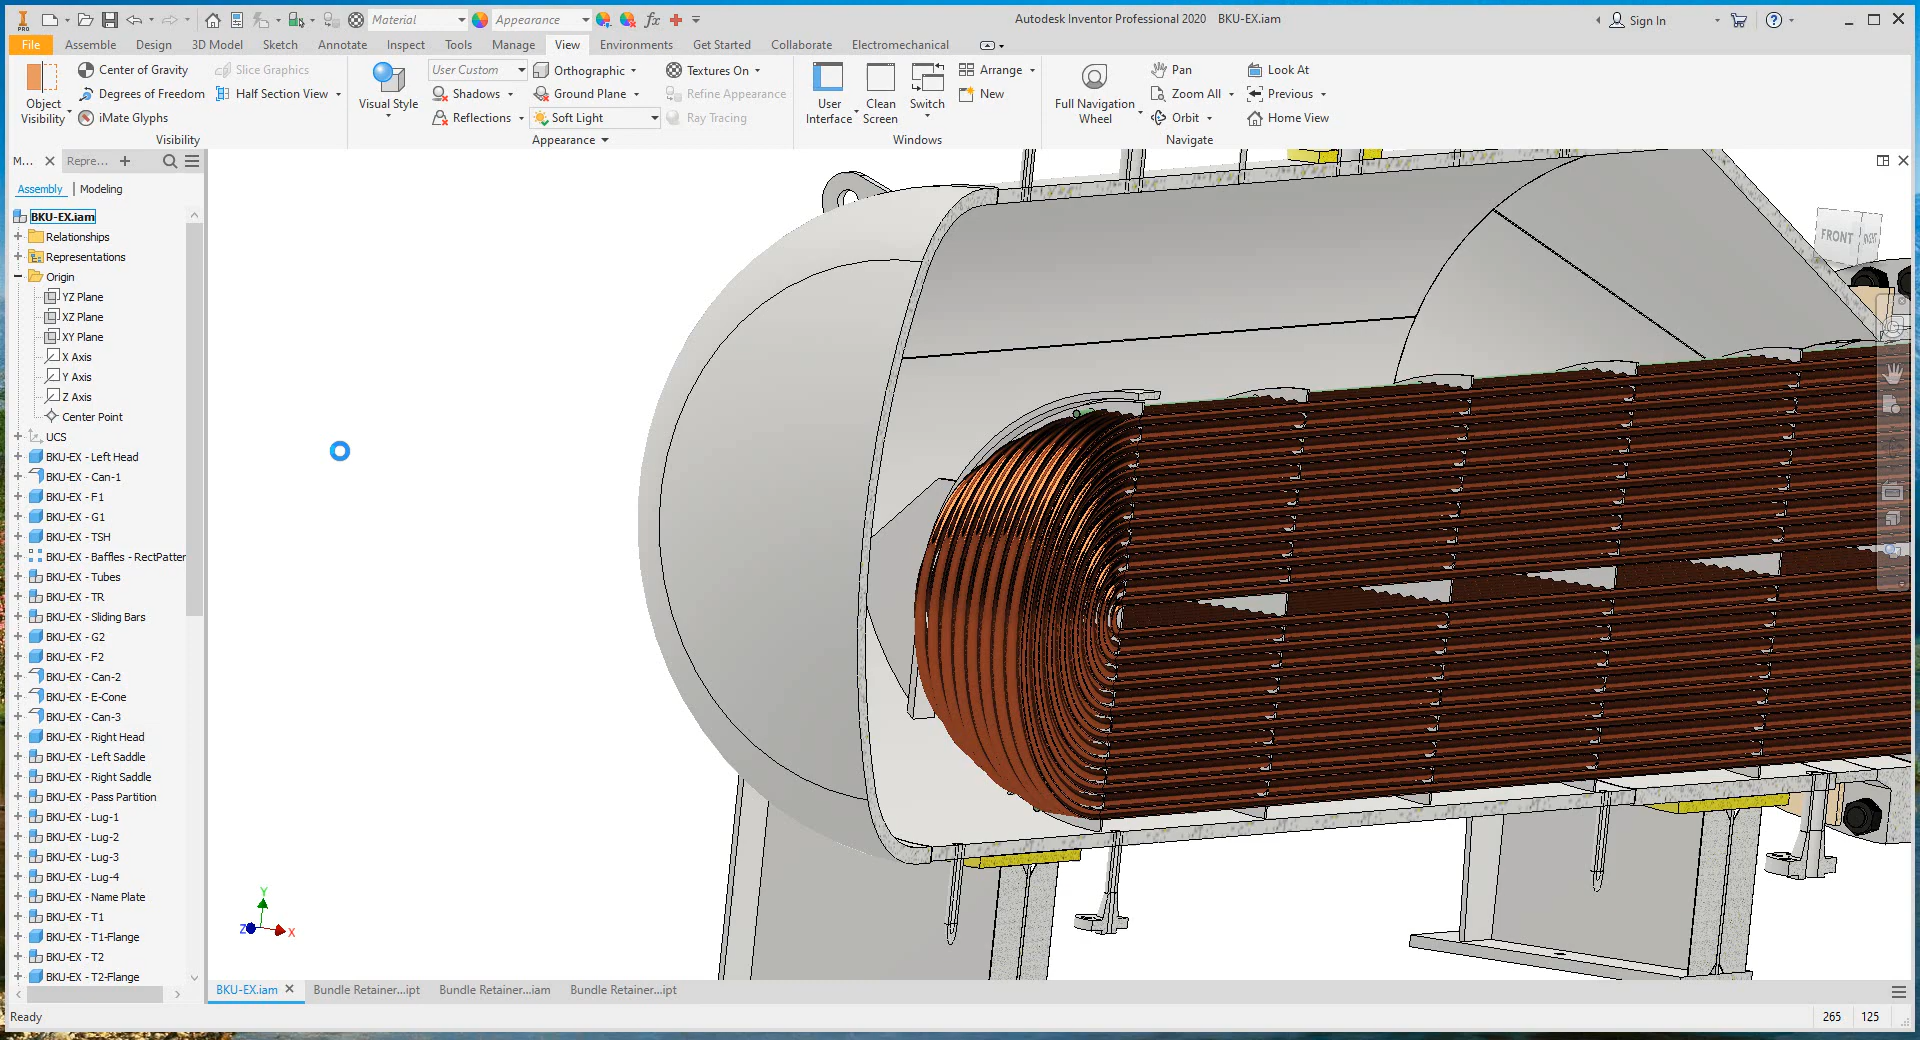 PRO
Material
Appearance
fx
Autodesk Inventor Professional 2020 BKU-EX.iam
Sign In
File
Assemble
Design
3D Model
Sketch
Annotate
Inspect
Tools
Manage
View
Environments
Get Started
Collaborate
Electromechanical
Object Visibility
Center of Gravity
Degrees of Freedom
iMate Glyphs
Slice Graphics
Half Section View
Visibility
Visual Style
User Custom
Shadows
Reflections
Orthographic
Ground Plane
Soft Light
Textures On
Refine Appearance
Ray Tracing
Appearance
User Interface
Clean Screen
Switch
Arrange
New
Windows
Full Navigation Wheel
Pan
Zoom All
Orbit
Look At
Previous
Home View
Navigate
M...
Repre...
Assembly
Modeling
BKU-EX.iam
Relationships
Representations
Origin
YZ Plane
XZ Plane
XY Plane
X Axis
Y Axis
Z Axis
Center Point
UCS
BKU-EX - Left Head
BKU-EX - Can-1
BKU-EX - F1
BKU-EX - G1
BKU-EX - TSH
BKU-EX - Baffles - RectPatter
BKU-EX - Tubes
BKU-EX - TR
BKU-EX - Sliding Bars
BKU-EX - G2
BKU-EX - F2
BKU-EX - Can-2
BKU-EX - E-Cone
BKU-EX - Can-3
BKU-EX - Right Head
BKU-EX - Left Saddle
BKU-EX - Right Saddle
BKU-EX - Pass Partition
BKU-EX - Lug-1
BKU-EX - Lug-2
BKU-EX - Lug-3
BKU-EX - Lug-4
BKU-EX - Name Plate
BKU-EX - T1
BKU-EX - T1-Flange
BKU-EX - T2
BKU-EX - T2-Flange
FRONT
RIGHT
Y
Z
X
BKU-EX.iam
Bundle Retainer...ipt
Bundle Retainer...iam
Bundle Retainer...ipt
Ready
265
125